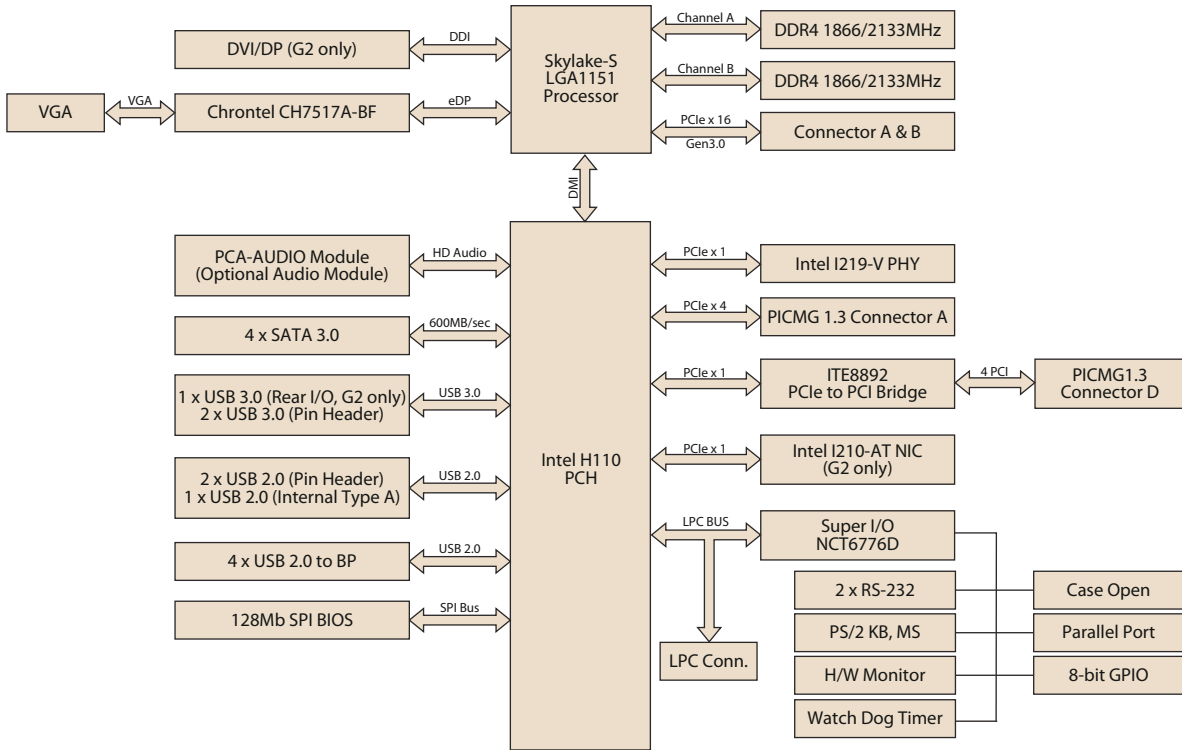 DVI/DP (G2 only)
DDI
Skylake-S
LGA1151
Processor
Channel A
DDR4 1866/2133MHz
Channel B
DDR4 1866/2133MHz
VGA
VGA
Chrontel CH7517A-BF
eDP
PCIe x 16
Gen3.0
Connector A & B
DMI
PCA-AUDIO Module
(Optional Audio Module)
HD Audio
4 x SATA 3.0
600MB/sec
1 x USB 3.0 (Rear I/O, G2 only)
2 x USB 3.0 (Pin Header)
USB 3.0
2 x USB 2.0 (Pin Header)
1 x USB 2.0 (Internal Type A)
USB 2.0
4 x USB 2.0 to BP
USB 2.0
128Mb SPI BIOS
SPI Bus
Intel H110
PCH
PCIe x 1
Intel I219-V PHY
PCIe x 4
PICMG 1.3 Connector A
PCIe x 1
ITE8892
PCIe to PCI Bridge
4 PCI
PICMG1.3
Connector D
PCIe x 1
Intel I210-AT NIC
(G2 only)
LPC BUS
Super I/O
NCT6776D
LPC Conn.
2 x RS-232
Case Open
PS/2 KB, MS
Parallel Port
H/W Monitor
8-bit GPIO
Watch Dog Timer